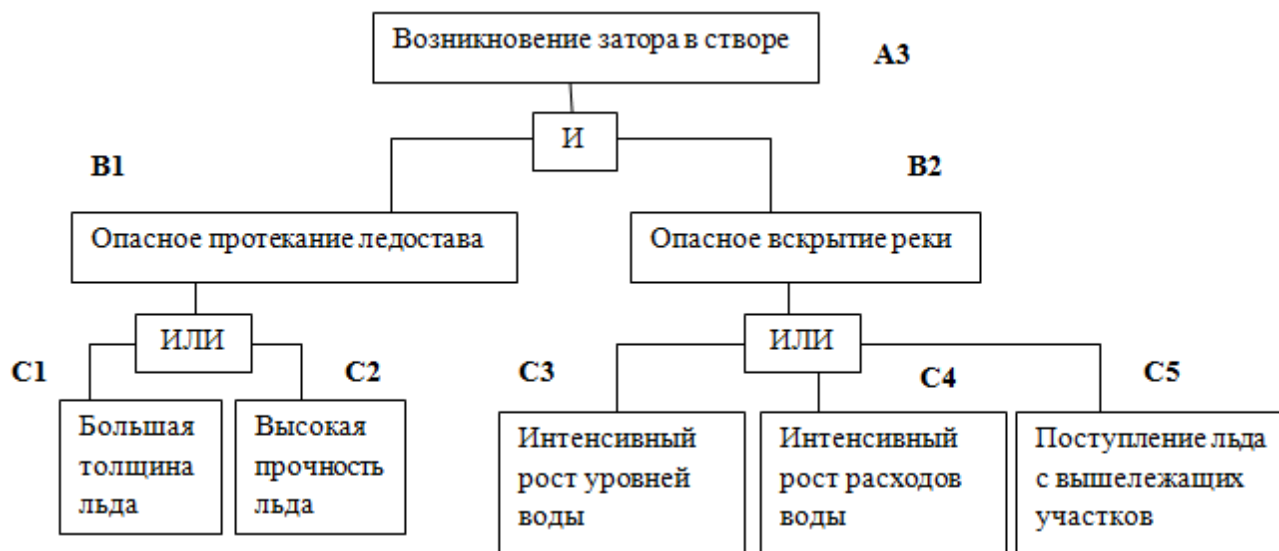 Возникновение затора в створе
А3
И
В1
В2
Опасное протекание ледостава
Опасное вскрытие реки
ИЛИ
ИЛИ
С1
С2
С3
С4
С5
Большая
толщина
льда
Высокая
прочность
льда
Интенсивный
рост уровней
воды
Интенсивный
рост расходов
воды
Поступление льда
с вышележащих
участков